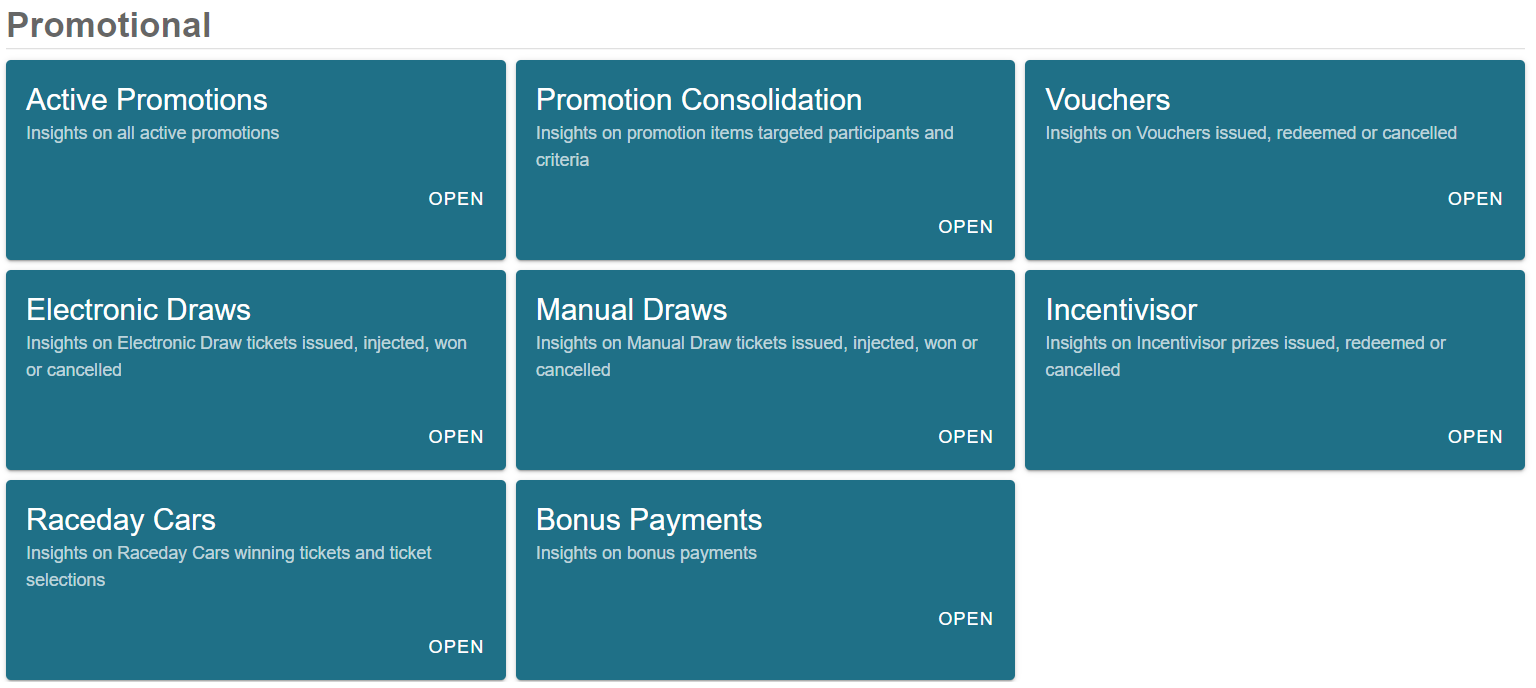 Promotional
Active Promotions
Insights on all active promotions
OPEN
Promotion Consolidation
Insights on promotion items targeted participants and
criteria
OPEN
Vouchers
Insights on Vouchers issued, redeemed or cancelled
OPEN
Electronic Draws
Insights on Electronic Draw tickets issued, injected, won
or cancelled
OPEN
Manual Draws
Insights on Manual Draw tickets issued, injected, won or
cancelled
OPEN
Incentivisor
Insights on Incentivisor prizes issued, redeemed or
cancelled
OPEN
Raceday Cars
Insights on Raceday Cars winning tickets and ticket
selections
OPEN
Bonus Payments
Insights on bonus payments
OPEN